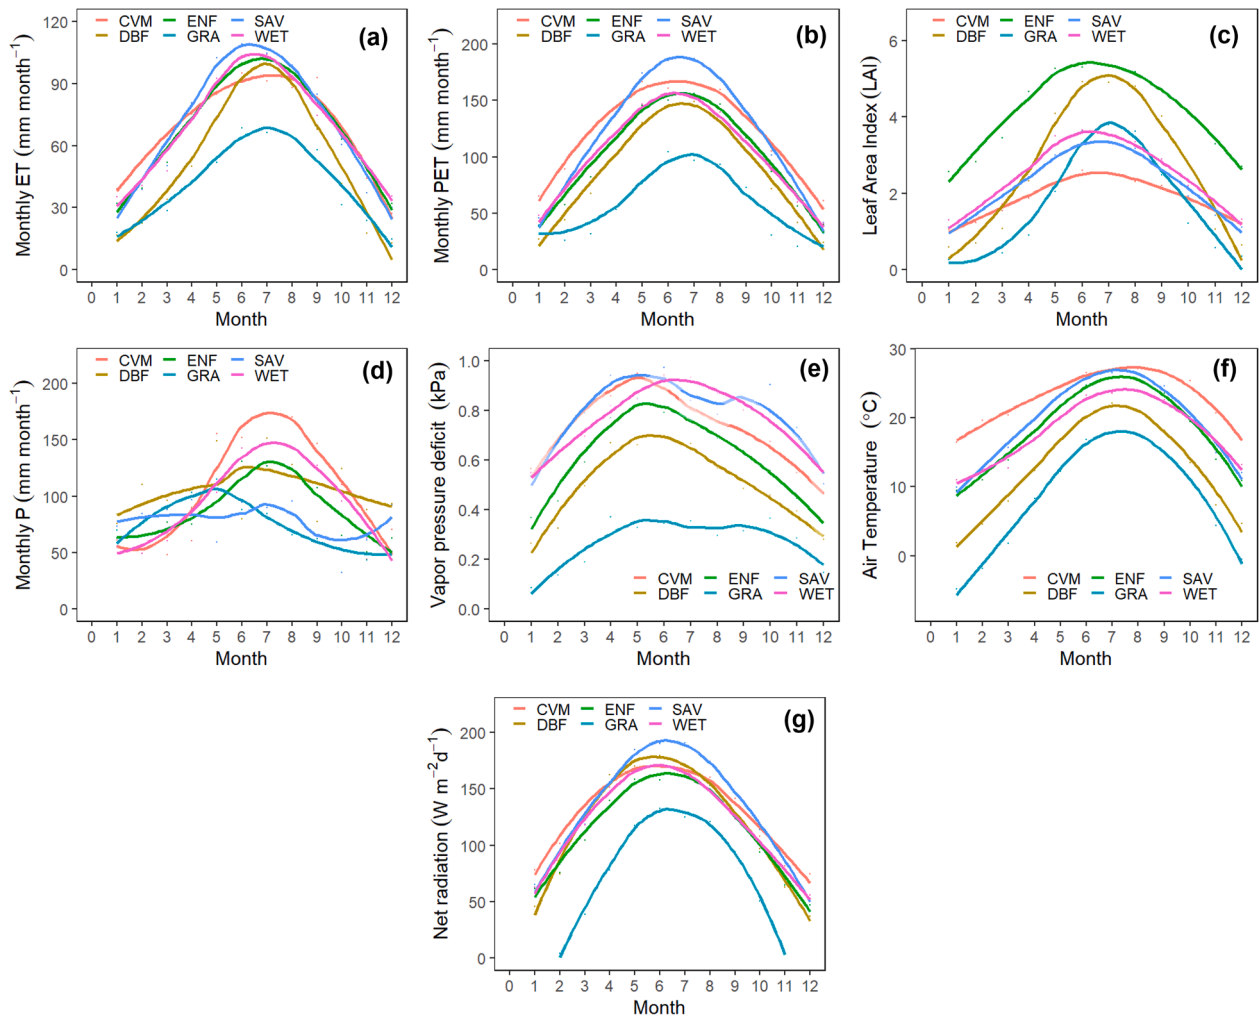 CVM ENF SAV
DBF GRA WET
(a)
Monthly ET (mm month−1)
120
90
60
30
0
0 1 2 3 4 5 6 7 8 9 10 11 12
Month
CVM ENF SAV
DBF GRA WET
(b)
Monthly PET (mm month−1)
200
150
100
50
0
0 1 2 3 4 5 6 7 8 9 10 11 12
Month
CVM ENF SAV
DBF GRA WET
(c)
Leaf Area Index (LAI)
6
4
2
0
0 1 2 3 4 5 6 7 8 9 10 11 12
Month
CVM ENF SAV
DBF GRA WET
(d)
Monthly P (mm month−1)
200
150
100
50
0
0 1 2 3 4 5 6 7 8 9 10 11 12
Month
(e)
Vapor pressure deficit (kPa)
1.0
0.8
0.6
0.4
0.2
0.0
CVM ENF SAV
DBF GRA WET
0 1 2 3 4 5 6 7 8 9 10 11 12
Month
(f)
Air Temperature (°C)
30
20
10
0
CVM ENF SAV
DBF GRA WET
0 1 2 3 4 5 6 7 8 9 10 11 12
Month
CVM ENF SAV
DBF GRA WET
(g)
Net radiation (W m−2d−1)
200
150
100
50
0
0 1 2 3 4 5 6 7 8 9 10 11 12
Month